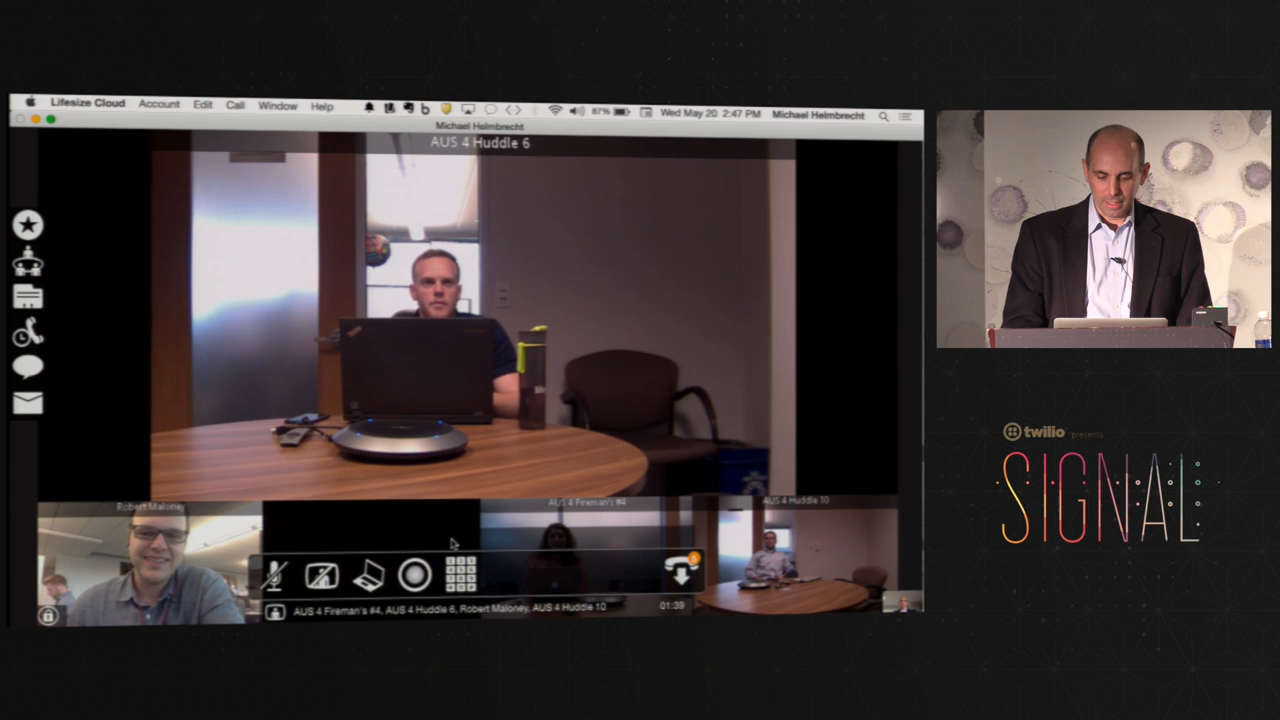 Lifesize Cloud Account Edit Call Window Help 87% Wed May 20 2:47 PM Michael Helmbrecht
Michael Helmbrecht
AUS 4 Huddle 6
Robert Maloney
AUS 4 Fireman's #4
AUS 4 Huddle 10
AUS 4 Fireman's #4, AUS 4 Huddle 6, Robert Maloney, AUS 4 Huddle 10
01:39
twilio presents
SIGNAL